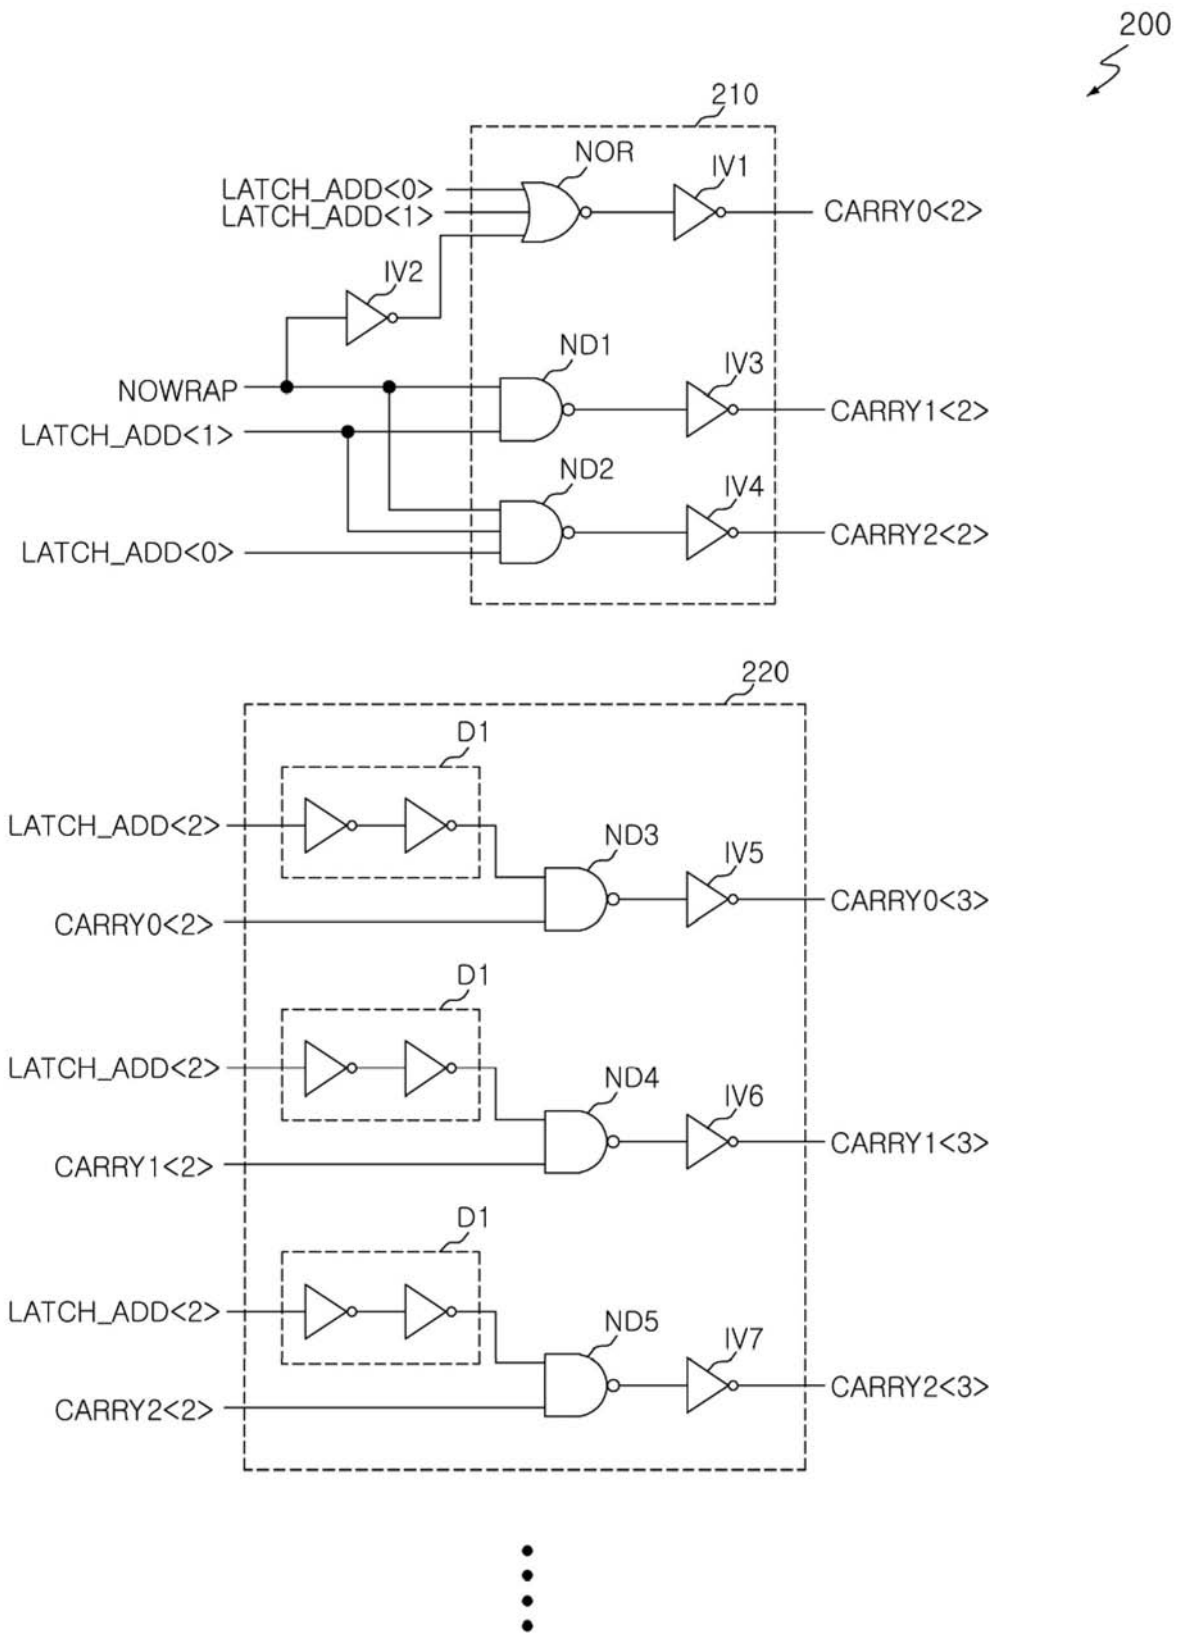 200
210
NOR
IV1
LATCH_ADD<0>
LATCH_ADD<1>
CARRY0<2>
IV2
ND1
IV3
NOWRAP
CARRY1<2>
LATCH_ADD<1>
ND2
IV4
CARRY2<2>
LATCH_ADD<0>
220
D1
LATCH_ADD<2>
ND3
IV5
CARRY0<3>
CARRY0<2>
D1
LATCH_ADD<2>
ND4
IV6
CARRY1<3>
CARRY1<2>
D1
LATCH_ADD<2>
ND5
IV7
CARRY2<3>
CARRY2<2>